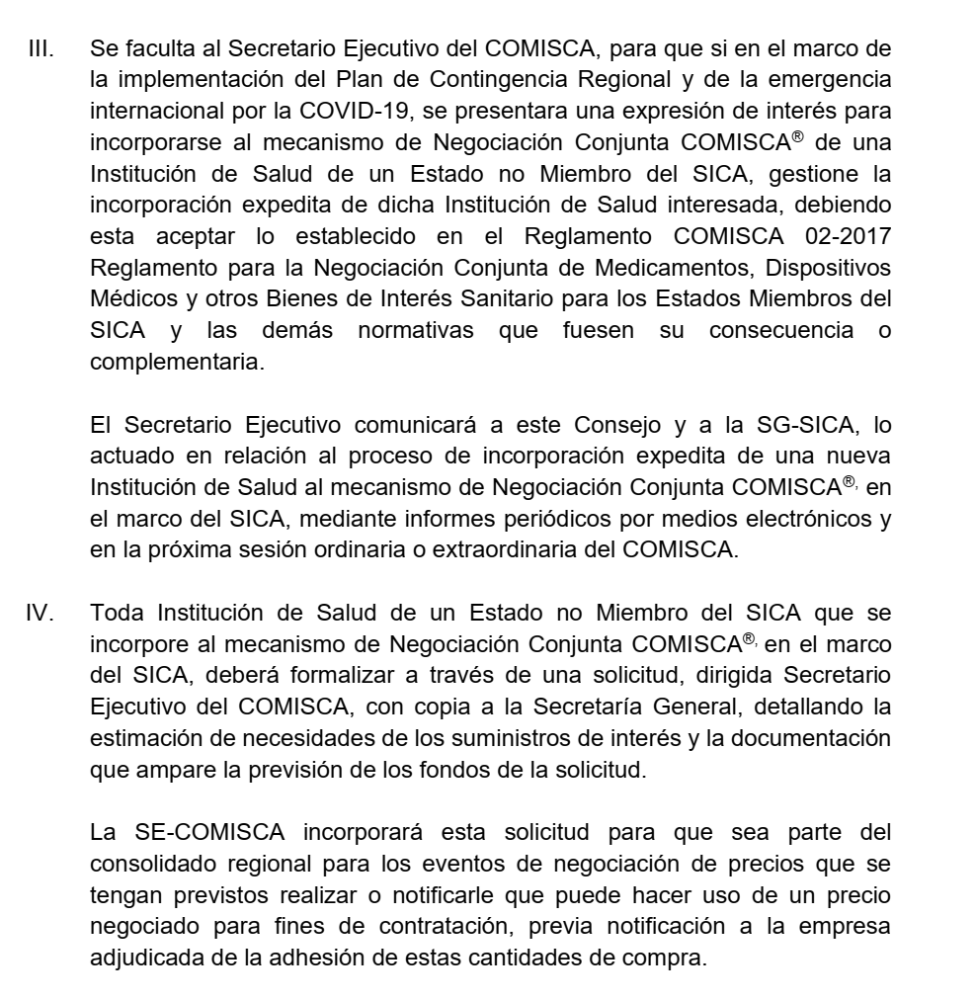 III. Se faculta al Secretario Ejecutivo del COMISCA, para que si en el marco de
la implementación del Plan de Contingencia Regional y de la emergencia
internacional por la COVID-19, se presentara una expresión de interés para
incorporarse al mecanismo de Negociación Conjunta COMISCA® de una
Institución de Salud de un Estado no Miembro del SICA, gestione la
incorporación expedita de dicha Institución de Salud interesada, debiendo
esta aceptar lo establecido en el Reglamento COMISCA 02-2017
Reglamento para la Negociación Conjunta de Medicamentos, Dispositivos
Médicos y otros Bienes de Interés Sanitario para los Estados Miembros del
SICA y las demás normativas que fuesen su consecuencia o
complementaria.
El Secretario Ejecutivo comunicará a este Consejo y a la SG-SICA, lo
actuado en relación al proceso de incorporación expedita de una nueva
Institución de Salud al mecanismo de Negociación Conjunta COMISCA®, en
el marco del SICA, mediante informes periódicos por medios electrónicos y
en la próxima sesión ordinaria o extraordinaria del COMISCA.
IV. Toda Institución de Salud de un Estado no Miembro del SICA que se
incorpore al mecanismo de Negociación Conjunta COMISCA®, en el marco
del SICA, deberá formalizar a través de una solicitud, dirigida Secretario
Ejecutivo del COMISCA, con copia a la Secretaría General, detallando la
estimación de necesidades de los suministros de interés y la documentación
que ampare la previsión de los fondos de la solicitud.
La SE-COMISCA incorporará esta solicitud para que sea parte del
consolidado regional para los eventos de negociación de precios que se
tengan previstos realizar o notificarle que puede hacer uso de un precio
negociado para fines de contratación, previa notificación a la empresa
adjudicada de la adhesión de estas cantidades de compra.